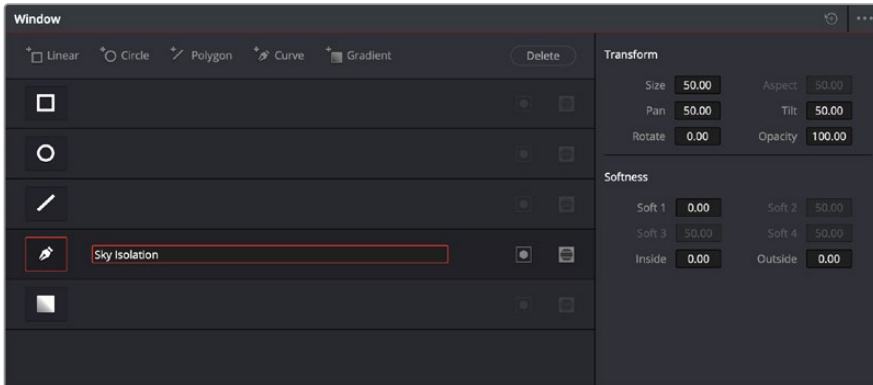 Window
Linear Circle Polygon Curve Gradient Delete
Transform
Size 50.00 Aspect 50.00
Pan 50.00 Tilt 50.00
Rotate 0.00 Opacity 100.00
Softness
Soft 1 0.00 Soft 2 50.00
Soft 3 50.00 Soft 4 50.00
Sky Isolation
Inside 0.00 Outside 0.00